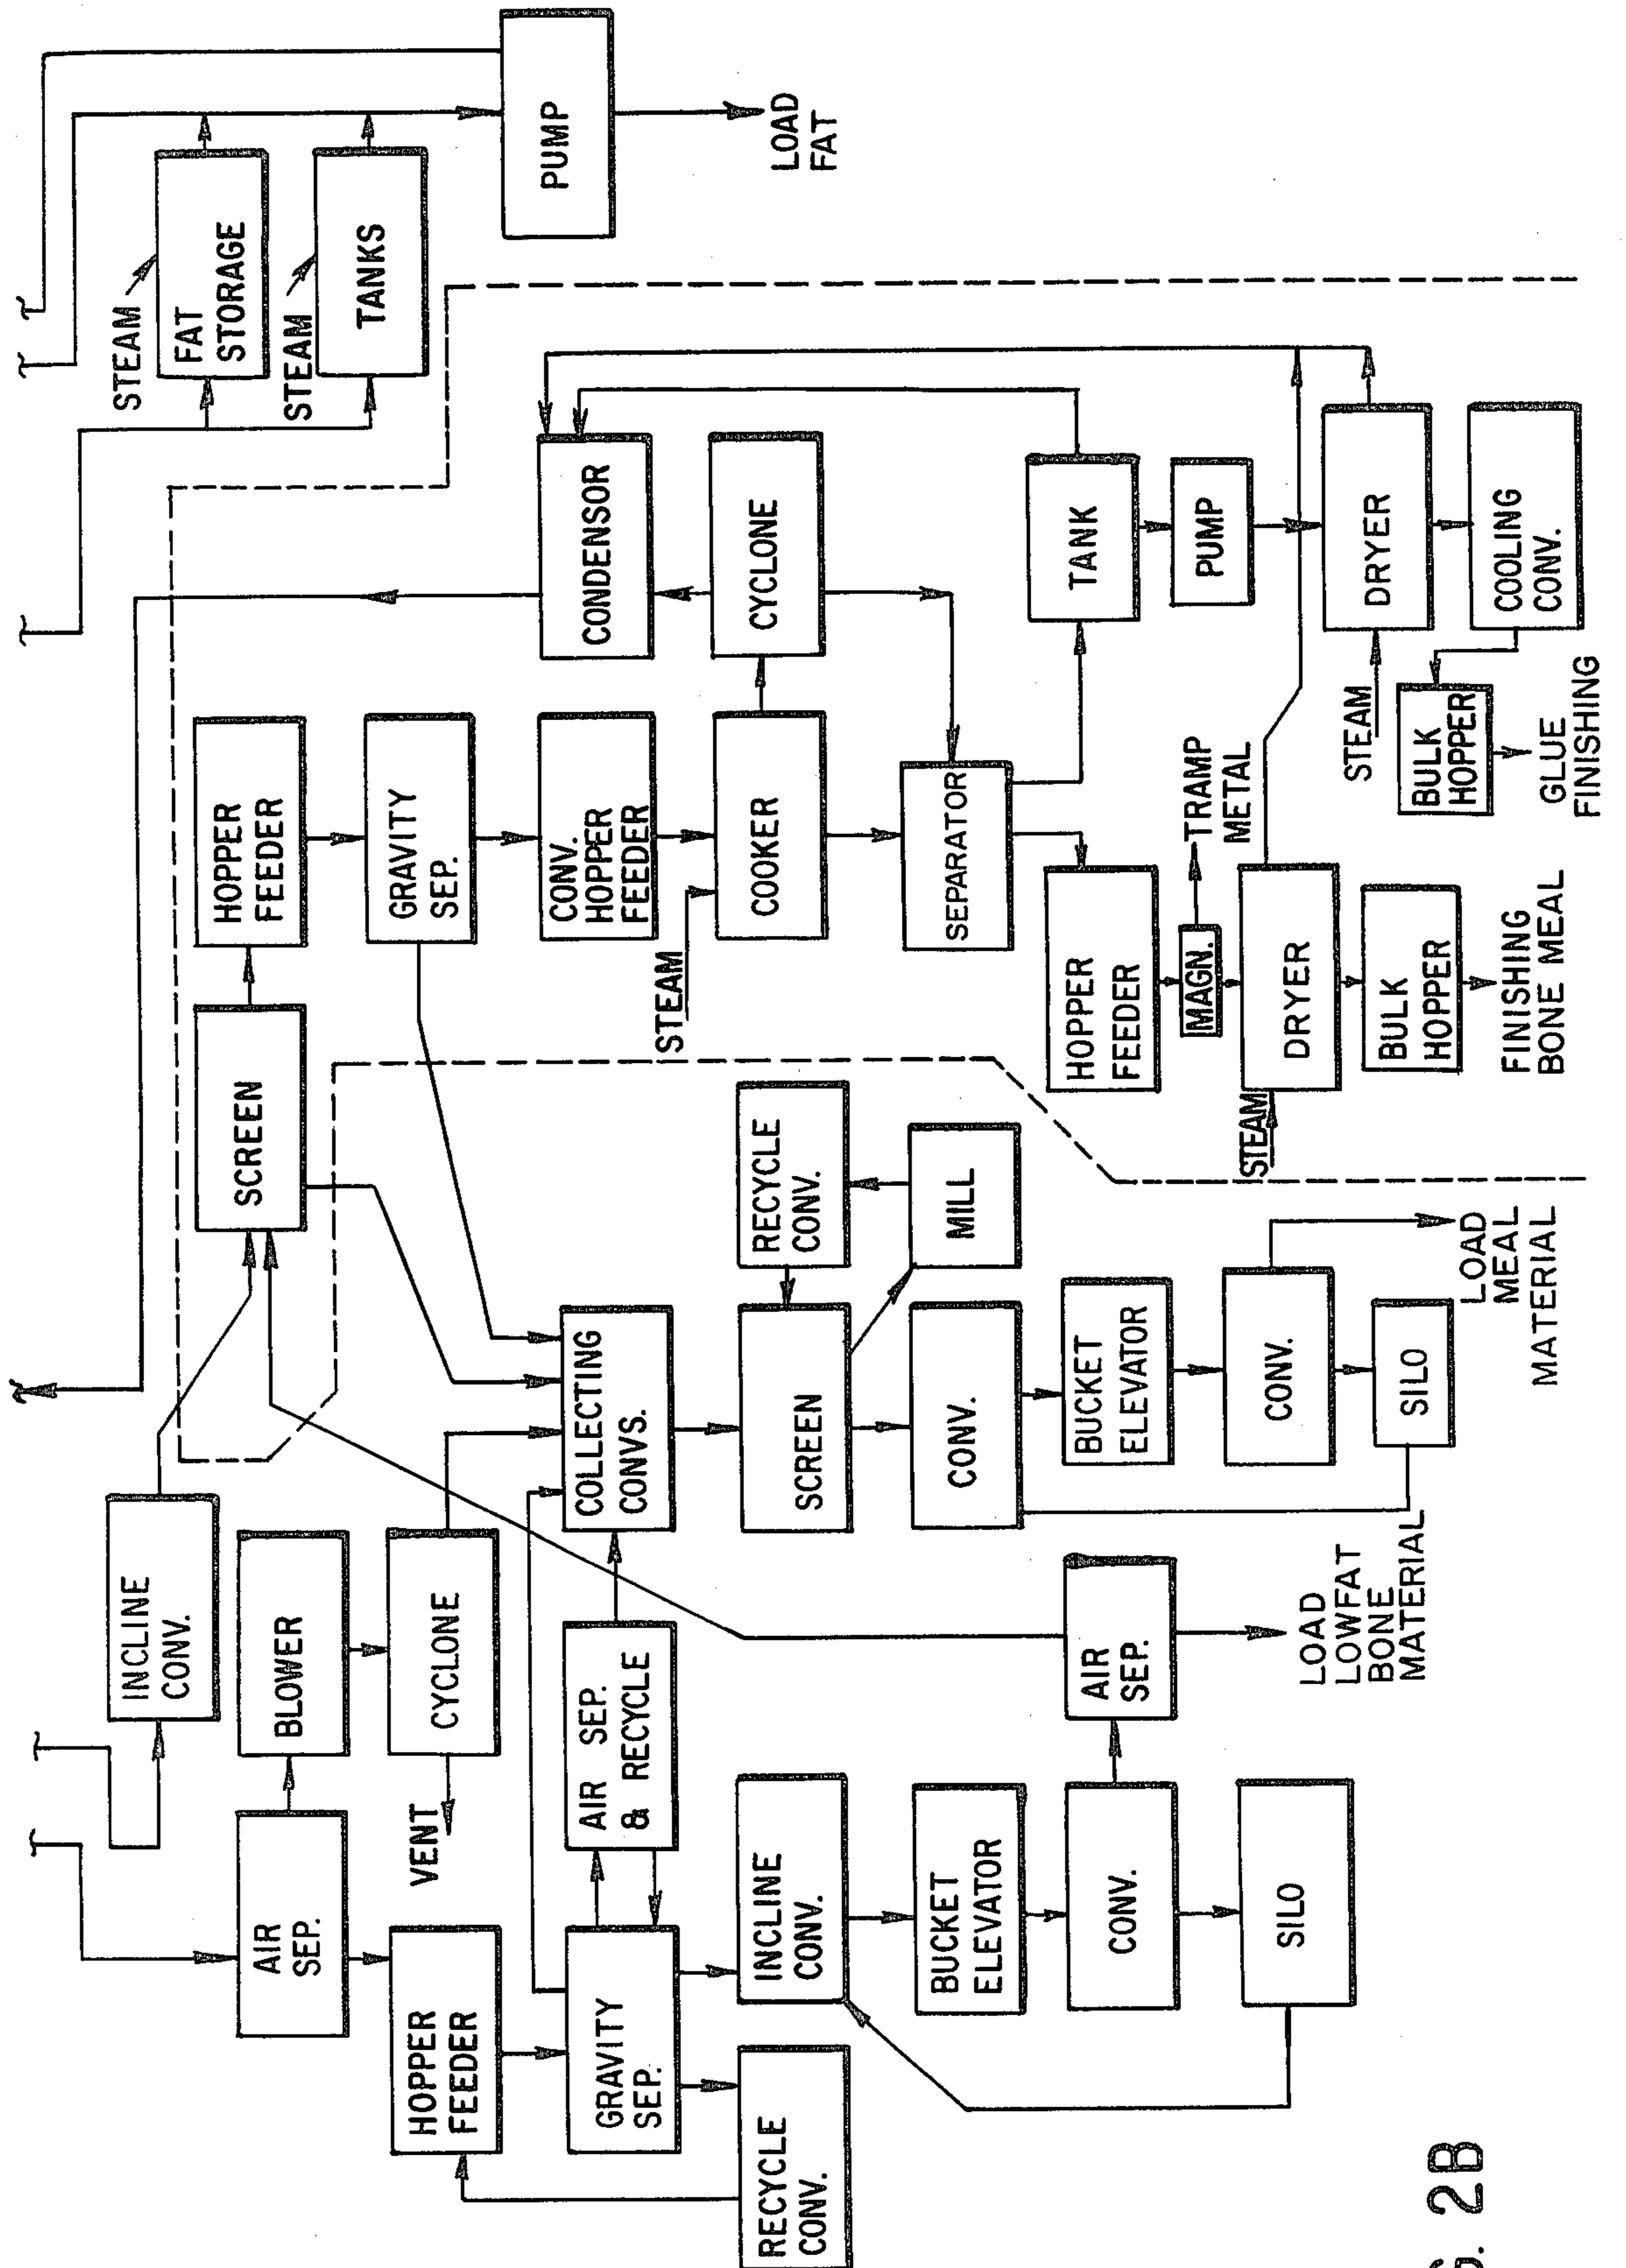 INCLINE
CONV.
AIR
SEP.
BLOWER
CYCLONE
VENT
HOPPER
FEEDER
GRAVITY
SEP.
AIR SEP.
& RECYCLE
RECYCLE
CONV.
INCLINE
CONV.
BUCKET
ELEVATOR
CONV.
SILO
AIR
SEP.
LOAD
LOWFAT
BONE
MATERIAL
SCREEN
COLLECTING
CONVS.
SCREEN
RECYCLE
CONV.
MILL
CONV.
BUCKET
ELEVATOR
CONV.
SILO
LOAD
MEAL
MATERIAL
HOPPER
FEEDER
GRAVITY
SEP.
CONV.
HOPPER
FEEDER
STEAM
COOKER
CONDENSOR
CYCLONE
SEPARATOR
HOPPER
FEEDER
MAGN.
TRAMP
METAL
STEAM
DRYER
BULK
HOPPER
FINISHING
BONE MEAL
TANK
PUMP
STEAM
DRYER
COOLING
CONV.
BULK
HOPPER
GLUE
FINISHING
STEAM
FAT
STORAGE
STEAM
TANKS
PUMP
LOAD
FAT
G. 2B